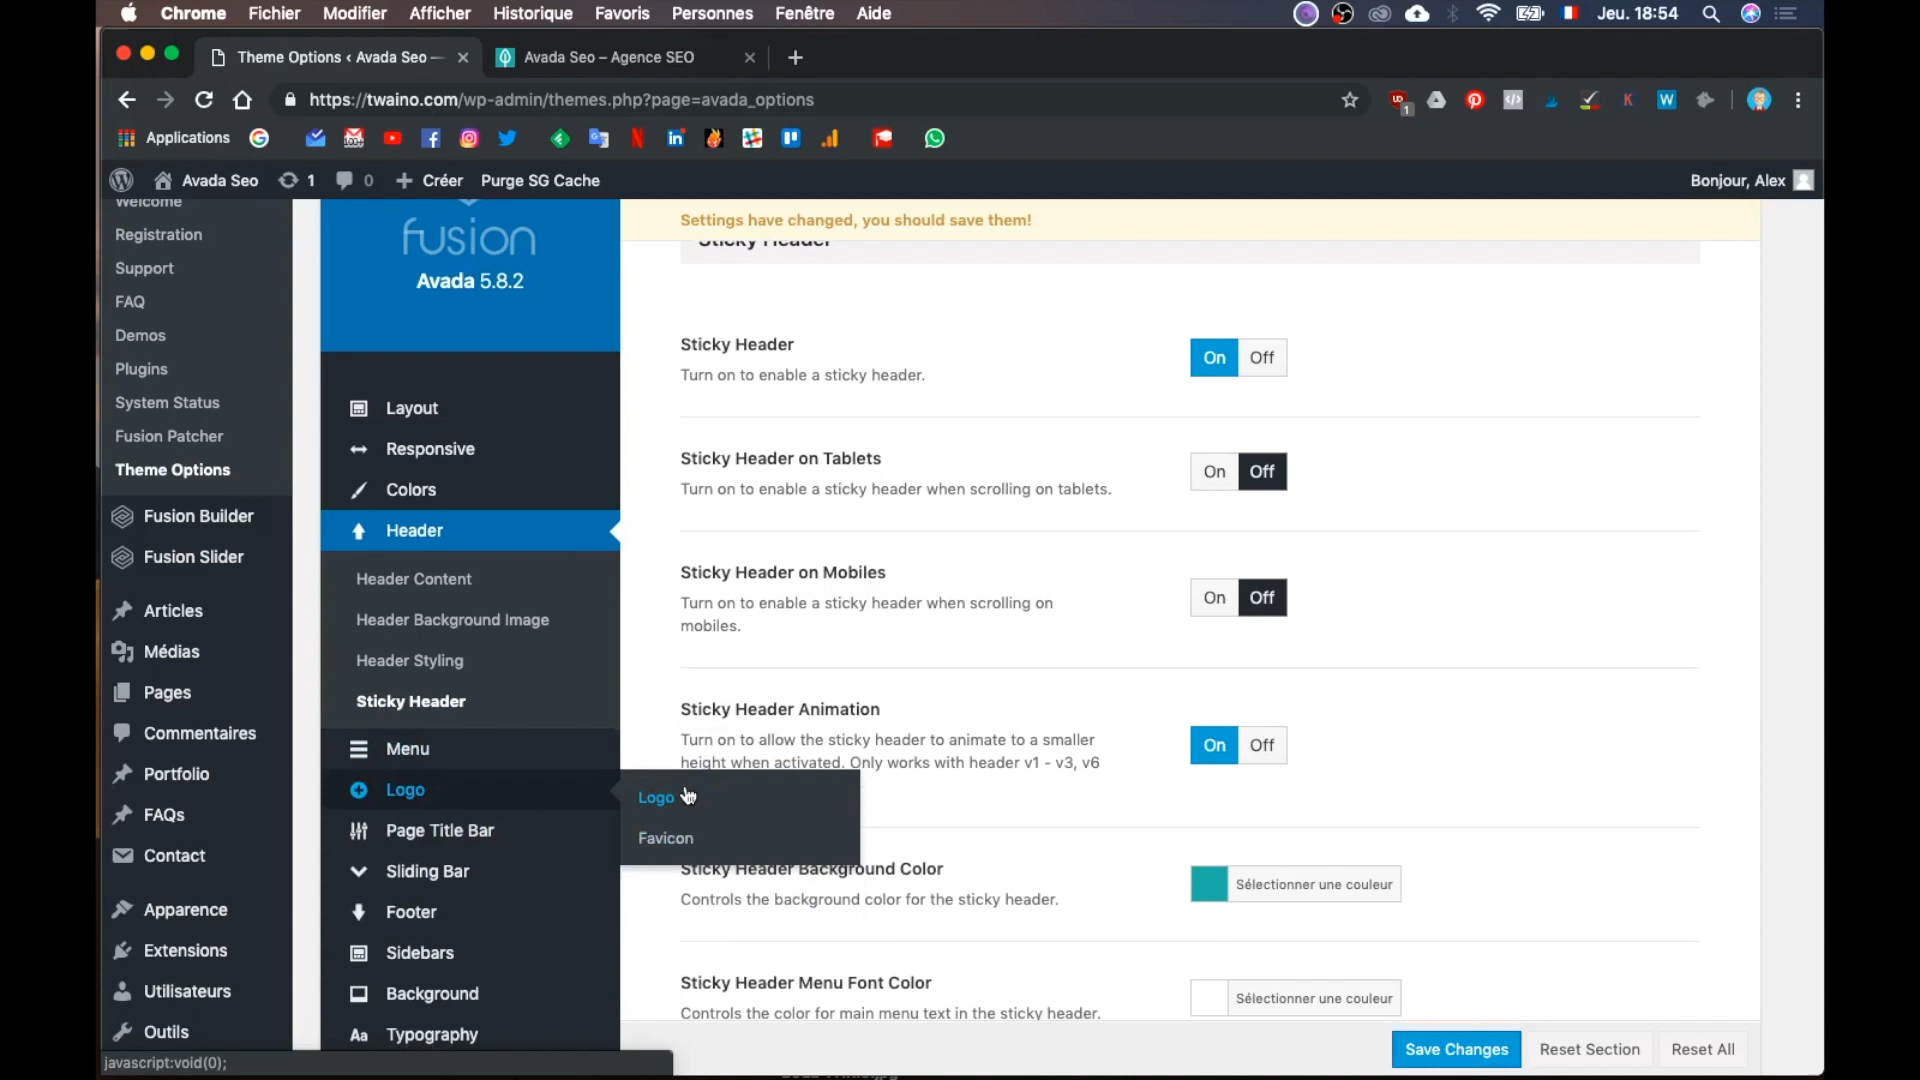 Chrome Fichier Modifier Afficher Historique Favoris Personnes Fenêtre Aide Jeu. 18:54
Theme Options ‹ Avada Seo — Avada Seo – Agence SEO
https://twaino.com/wp-admin/themes.php?page=avada_options
Applications
Avada Seo 1 0 Créer Purge SG Cache Bonjour, Alex
Welcome
Registration
Support
FAQ
Demos
Plugins
System Status
Fusion Patcher
Theme Options
Fusion Builder
Fusion Slider
Articles
Médias
Pages
Commentaires
Portfolio
FAQs
Contact
Apparence
Extensions
Utilisateurs
Outils
javascript:void(0);
fusion
Avada 5.8.2
Layout
Responsive
Colors
Header
Header Content
Header Background Image
Header Styling
Sticky Header
Menu
Logo
Page Title Bar
Sliding Bar
Footer
Sidebars
Background
Typography
Logo
Favicon
Settings have changed, you should save them!
Sticky Header
Sticky Header
Turn on to enable a sticky header.
On Off
Sticky Header on Tablets
Turn on to enable a sticky header when scrolling on tablets.
On Off
Sticky Header on Mobiles
Turn on to enable a sticky header when scrolling on
mobiles.
On Off
Sticky Header Animation
Turn on to allow the sticky header to animate to a smaller
height when activated. Only works with header v1 - v3, v6
On Off
Sticky Header Background Color
Controls the background color for the sticky header.
Sélectionner une couleur
Sticky Header Menu Font Color
Controls the color for main menu text in the sticky header.
Sélectionner une couleur
Save Changes Reset Section Reset All